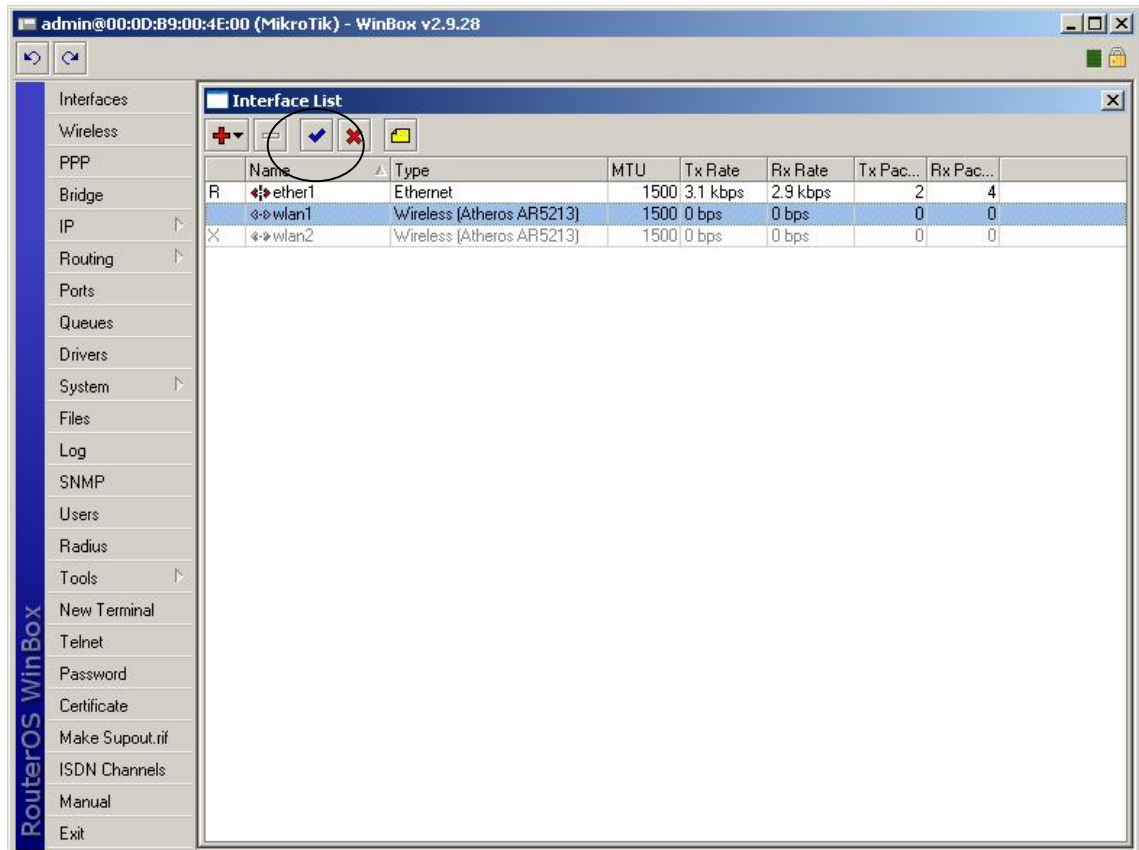 admin@00:0D:B9:00:4E:00 (MikroTik) - WinBox v2.9.28
Interfaces
Wireless
PPP
Bridge
IP
Routing
Ports
Queues
Drivers
System
Files
Log
SNMP
Users
Radius
Tools
New Terminal
Telnet
Password
Certificate
Make Supout.rif
ISDN Channels
Manual
Exit
RouterOS WinBox
Interface List
Name Type MTU Tx Rate Rx Rate Tx Pac... Rx Pac...
R ether1 Ethernet 1500 3.1 kbps 2.9 kbps 2 4
wlan1 Wireless (Atheros AR5213) 1500 0 bps 0 bps 0 0
X wlan2 Wireless (Atheros AR5213) 1500 0 bps 0 bps 0 0